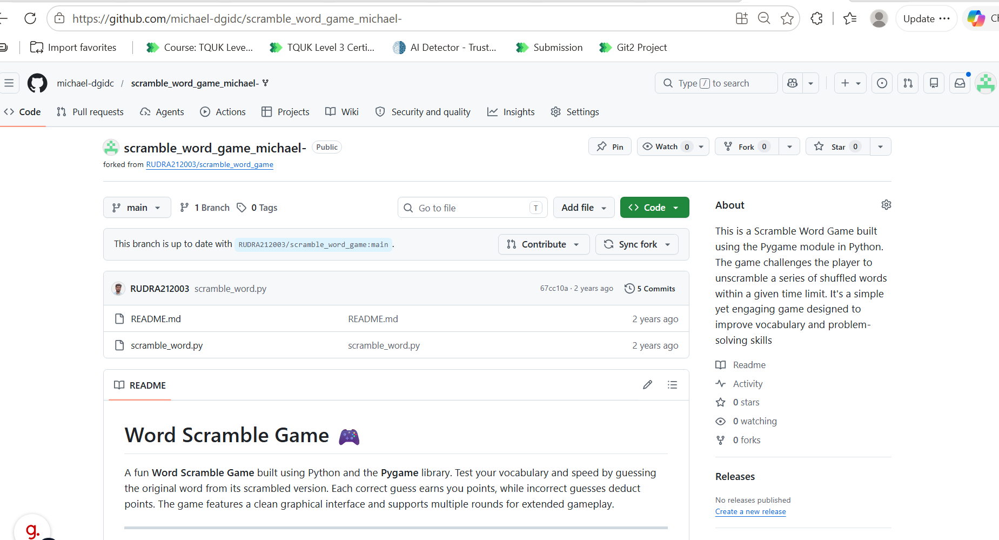 https://github.com/michael-dgidc/scramble_word_game_michael-
Update
Import favorites
Course: TQUK Leve...
TQUK Level 3 Certi...
AI Detector - Trust...
Submission
Git2 Project
michael-dgidc / scramble_word_game_michael-
Type / to search
Code
Pull requests
Agents
Actions
Projects
Wiki
Security and quality
Insights
Settings
scramble_word_game_michael- Public
Pin
Watch 0
Fork 0
Star 0
forked from RUDRA212003/scramble_word_game
main
1 Branch
0 Tags
Go to file
T
Add file
Code
This branch is up to date with RUDRA212003/scramble_word_game:main .
Contribute
Sync fork
RUDRA212003 scramble_word.py
67cc10a · 2 years ago
5 Commits
README.md
README.md
2 years ago
scramble_word.py
scramble_word.py
2 years ago
README
Word Scramble Game
A fun Word Scramble Game built using Python and the Pygame library. Test your vocabulary and speed by guessing
the original word from its scrambled version. Each correct guess earns you points, while incorrect guesses deduct
points. The game features a clean graphical interface and supports multiple rounds for extended gameplay.
About
This is a Scramble Word Game built
using the Pygame module in Python.
The game challenges the player to
unscramble a series of shuffled words
within a given time limit. It's a simple
yet engaging game designed to
improve vocabulary and problem-
solving skills
Readme
Activity
0 stars
0 watching
0 forks
Releases
No releases published
Create a new release
g.